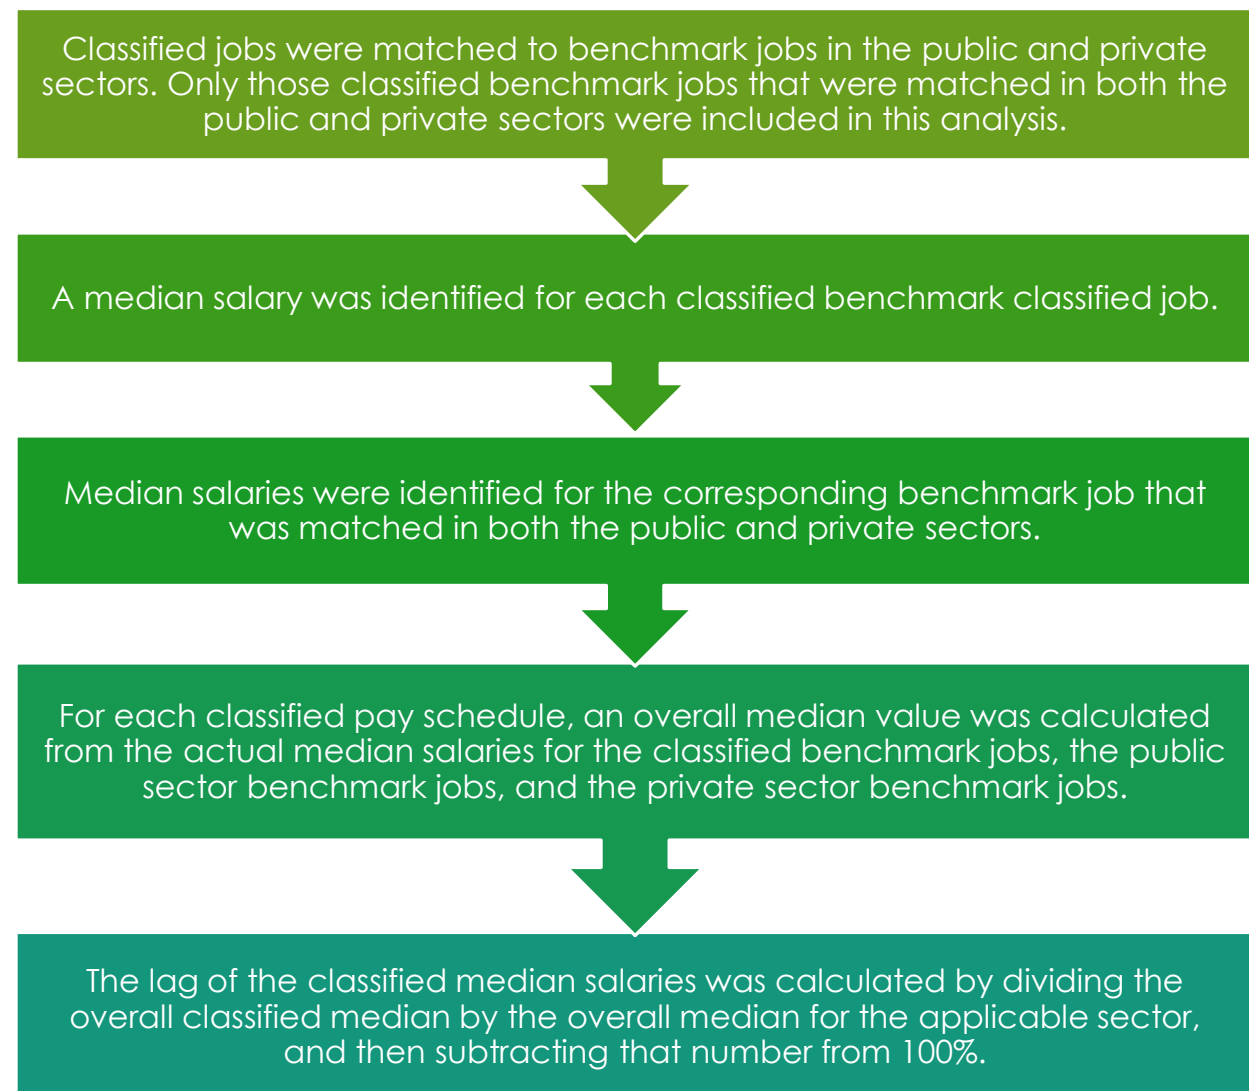 Classified jobs were matched to benchmark jobs in the public and private
sectors. Only those classified benchmark jobs that were matched in both the
public and private sectors were included in this analysis.
A median salary was identified for each classified benchmark classified job.
Median salaries were identified for the corresponding benchmark job that
was matched in both the public and private sectors.
For each classified pay schedule, an overall median value was calculated
from the actual median salaries for the classified benchmark jobs, the public
sector benchmark jobs, and the private sector benchmark jobs.
The lag of the classified median salaries was calculated by dividing the
overall classified median by the overall median for the applicable sector,
and then subtracting that number from 100%.